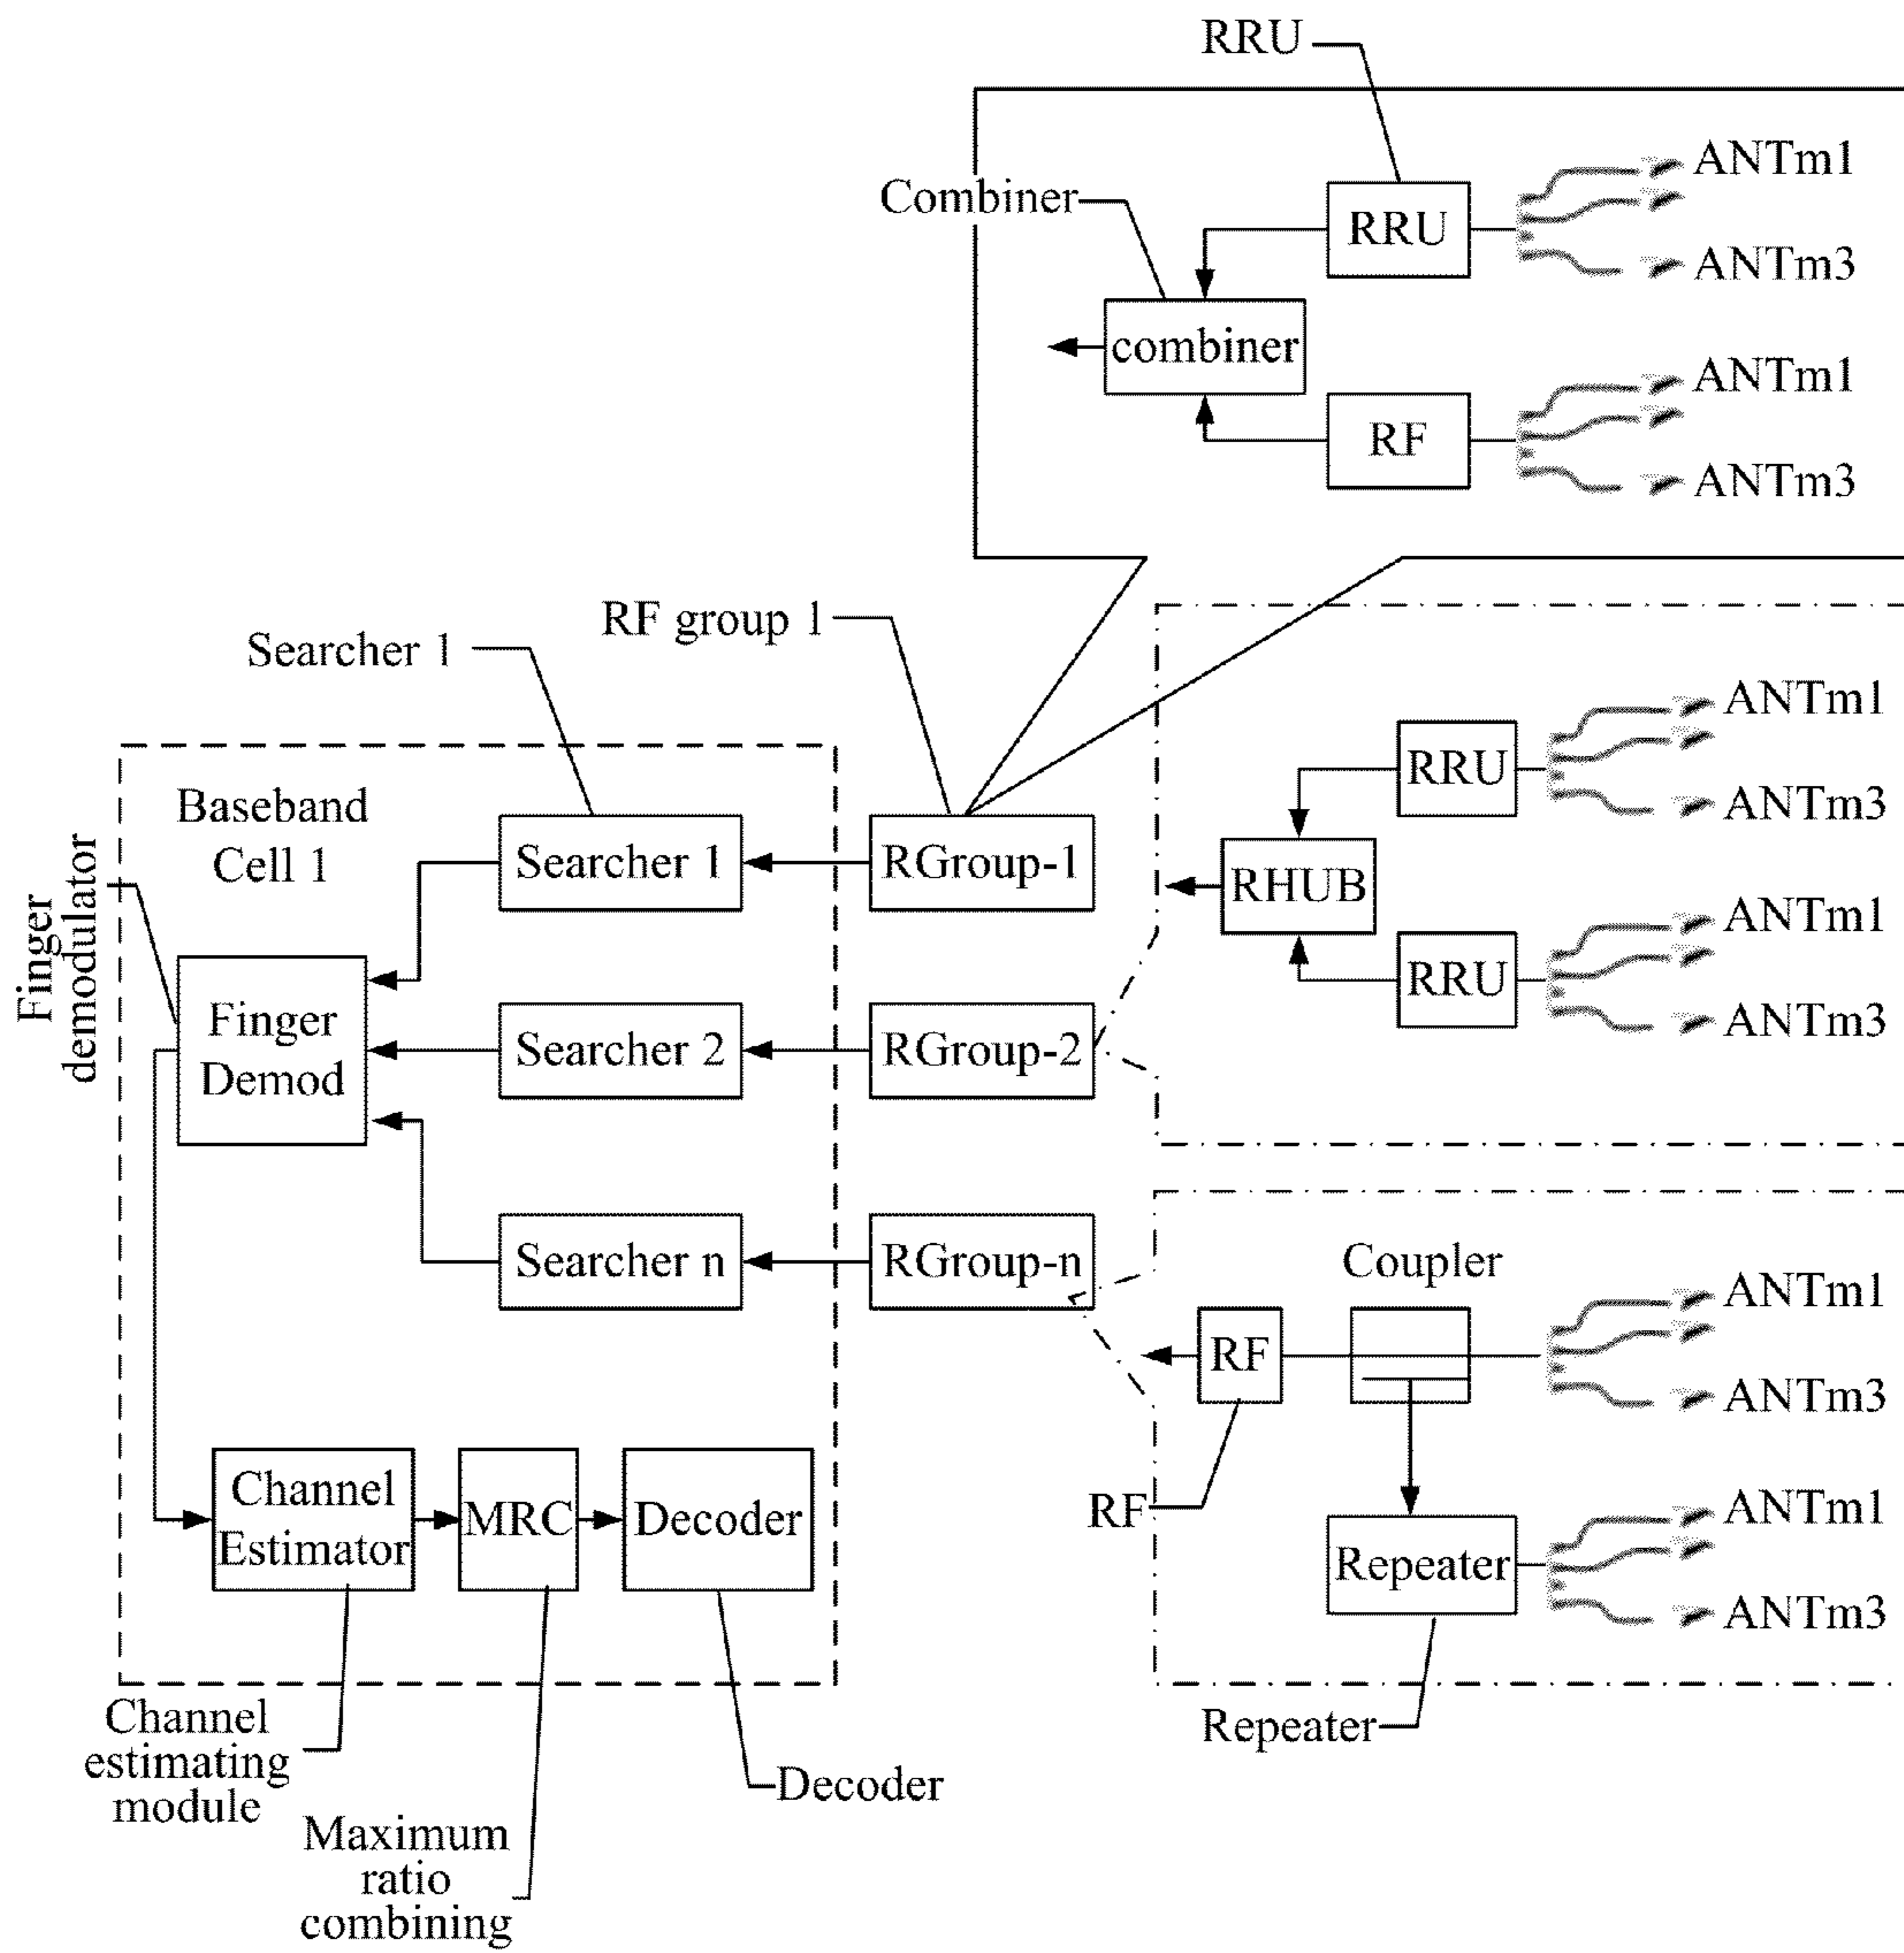 RRU
ANTm1
Combiner
RRU
ANTm3
combiner
ANTm1
RF
ANTm3
RF group 1
Searcher 1
ANTm1
RRU
ANTm3
Baseband
Cell 1
Searcher 1
RGroup-1
RHUB
ANTm1
RRU
ANTm3
Finger
demodulator
Finger
Demod
Searcher 2
RGroup-2
Searcher n
RGroup-n
Coupler
ANTm1
RF
ANTm3
RF
ANTm1
Repeater
ANTm3
Channel
Estimator
MRC
Decoder
Repeater
Channel
estimating
module
Decoder
Maximum
ratio
combining